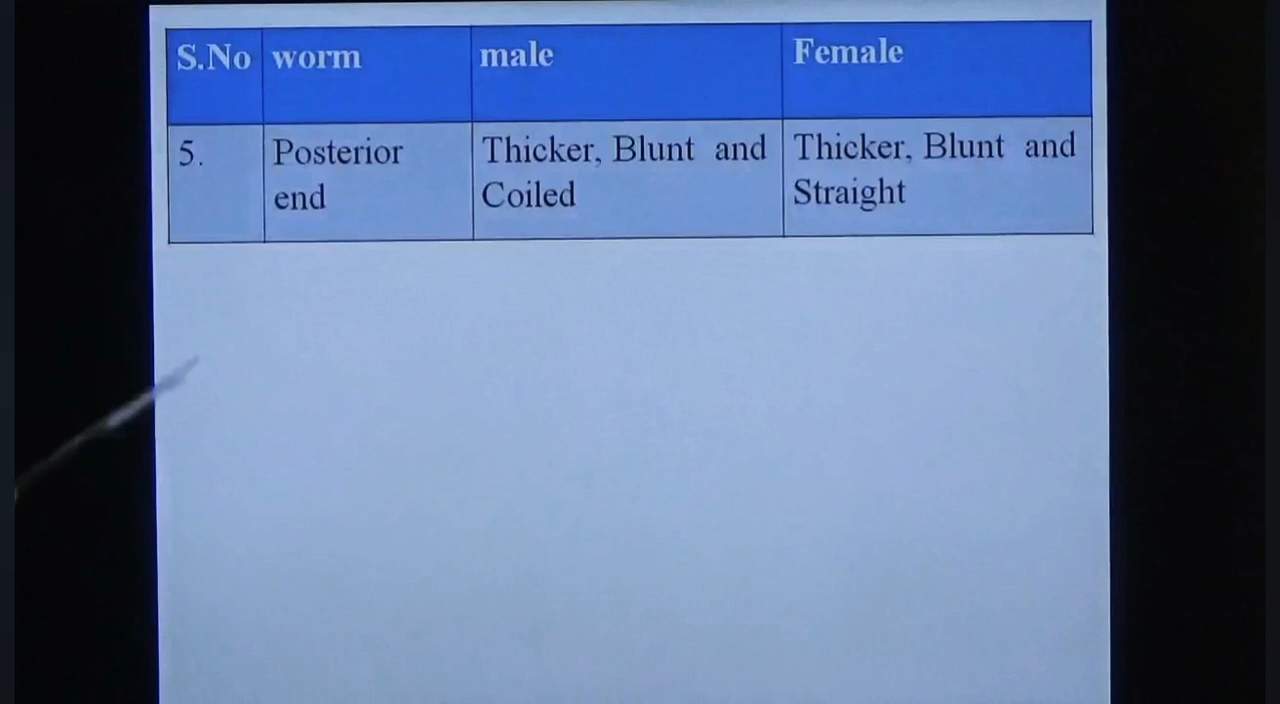 S.No worm male Female
5. Posterior end Thicker, Blunt and Coiled Thicker, Blunt and Straight